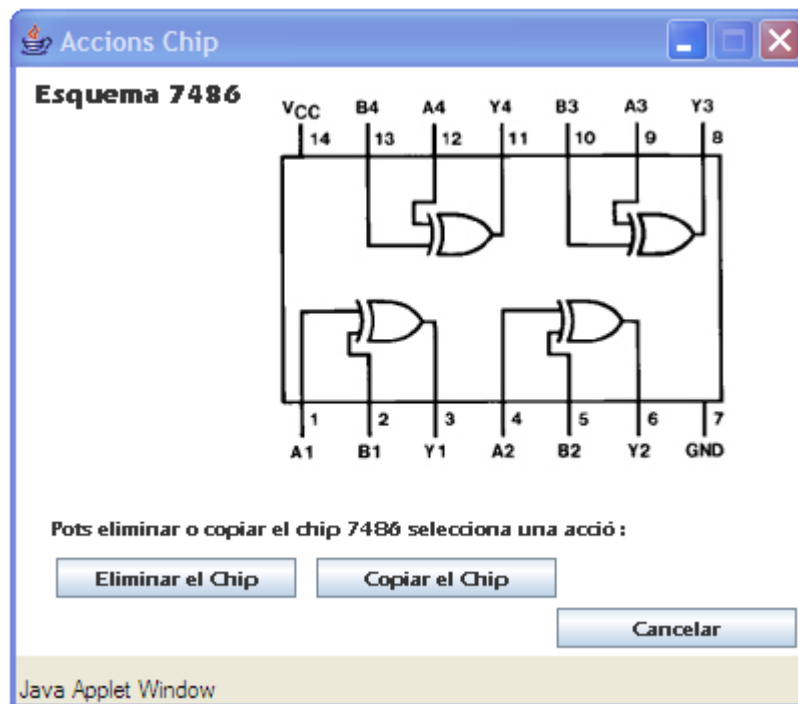 Accions Chip
Esquema 7486
VCC B4 A4 Y4 B3 A3 Y3
14 13 12 11 10 9 8
1 2 3 4 5 6 7
A1 B1 Y1 A2 B2 Y2 GND
Pots eliminar o copiar el chip 7486 selecciona una acció :
Eliminar el Chip Copiar el Chip
Cancelar
Java Applet Window